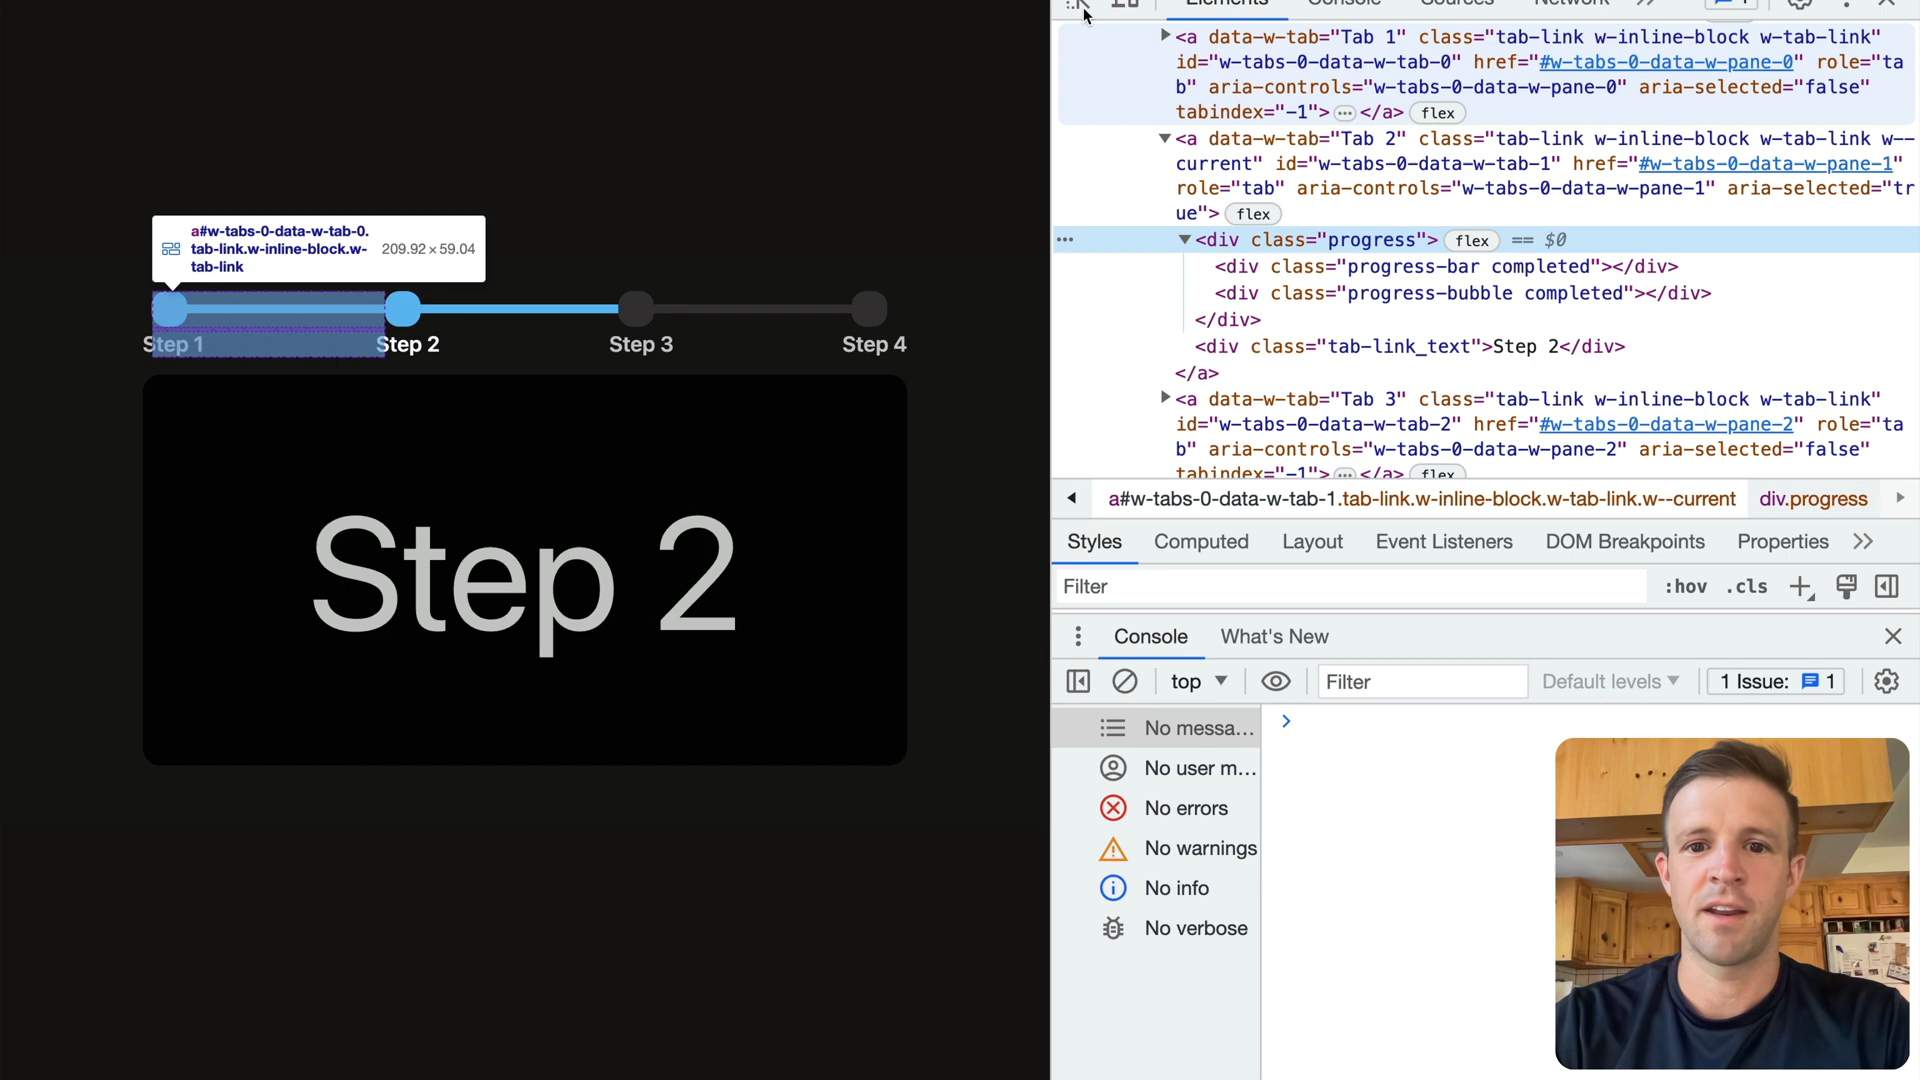 a#w-tabs-0-data-w-tab-0.
tab-link.w-inline-block.w-
tab-link
209.92 × 59.04
Step 1
Step 2
Step 3
Step 4
Step 2
Elements Console Sources Network
<a data-w-tab="Tab 1" class="tab-link w-inline-block w-tab-link"
id="w-tabs-0-data-w-tab-0" href="#w-tabs-0-data-w-pane-0" role="ta
b" aria-controls="w-tabs-0-data-w-pane-0" aria-selected="false"
tabindex="-1"> … </a> flex
<a data-w-tab="Tab 2" class="tab-link w-inline-block w-tab-link w--
current" id="w-tabs-0-data-w-tab-1" href="#w-tabs-0-data-w-pane-1"
role="tab" aria-controls="w-tabs-0-data-w-pane-1" aria-selected="tr
ue"> flex
<div class="progress"> flex == $0
<div class="progress-bar completed"></div>
<div class="progress-bubble completed"></div>
</div>
<div class="tab-link_text">Step 2</div>
</a>
<a data-w-tab="Tab 3" class="tab-link w-inline-block w-tab-link"
id="w-tabs-0-data-w-tab-2" href="#w-tabs-0-data-w-pane-2" role="ta
b" aria-controls="w-tabs-0-data-w-pane-2" aria-selected="false"
tabindex="-1"> … </a> flex
a#w-tabs-0-data-w-tab-1.tab-link.w-inline-block.w-tab-link.w--current div.progress
Styles Computed Layout Event Listeners DOM Breakpoints Properties
Filter :hov .cls
Console What's New
top Filter Default levels 1 Issue: 1
No messa...
No user m...
No errors
No warnings
No info
No verbose